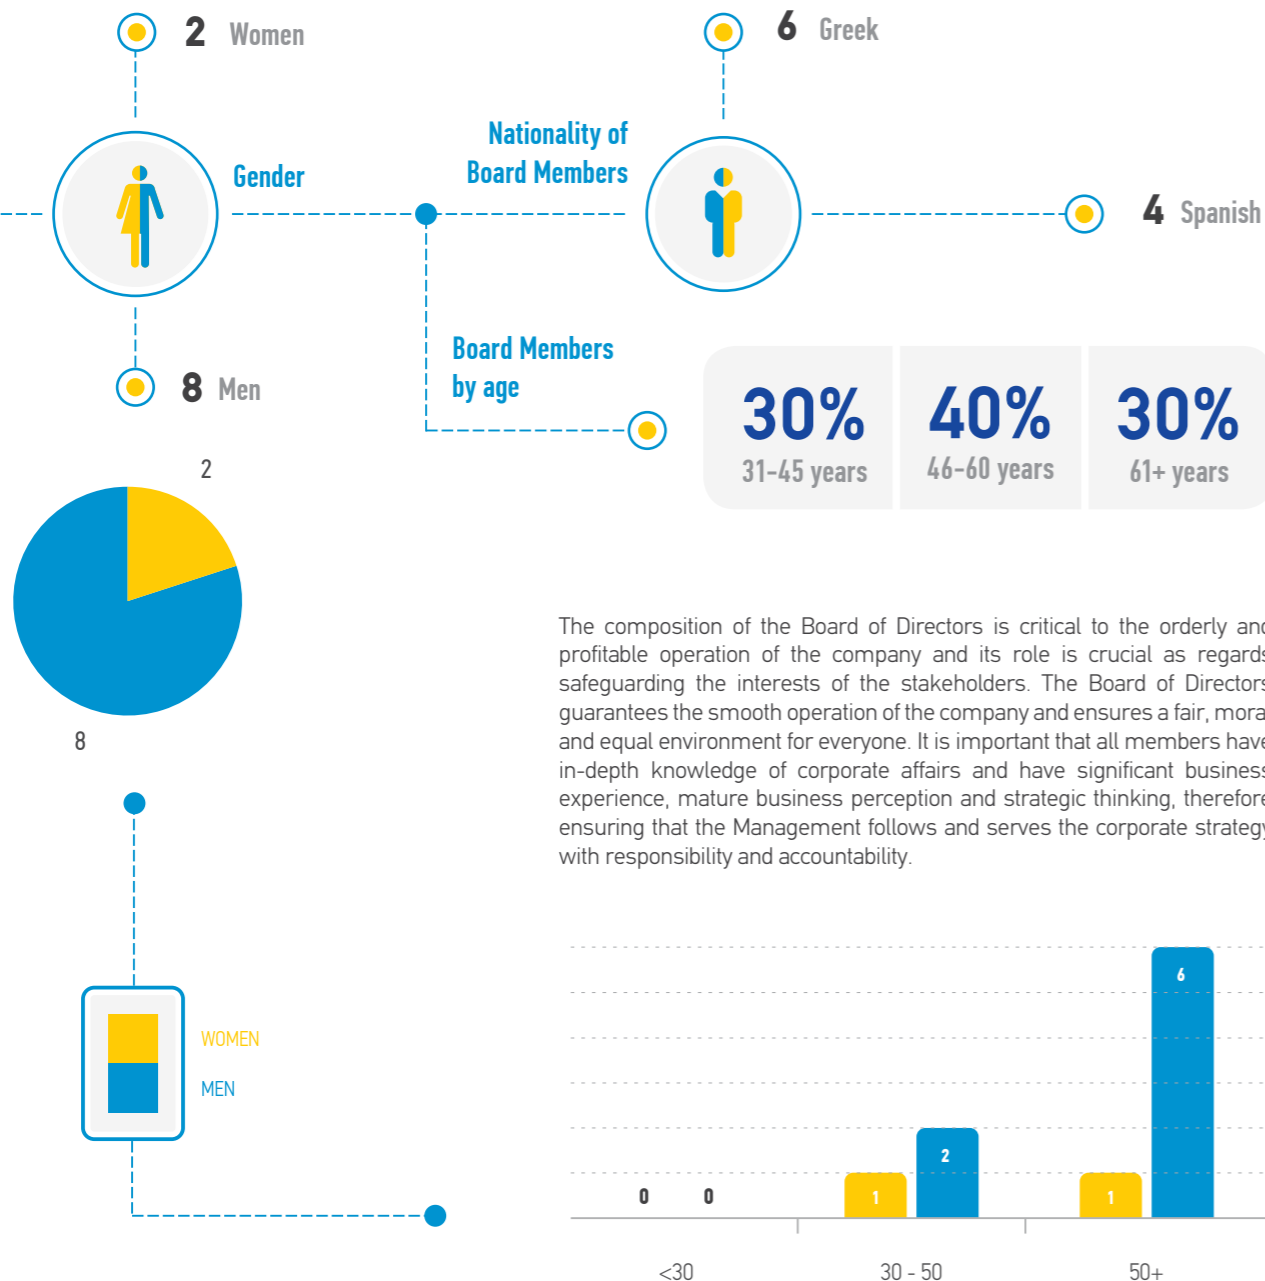 2 Women
6 Greek
Gender
Nationality of
Board Members
4 Spanish
8 Men
Board Members
by age
30%
31-45 years
40%
46-60 years
30%
61+ years
2
8
The composition of the Board of Directors is critical to the orderly and
profitable operation of the company and its role is crucial as regards
safeguarding the interests of the stakeholders. The Board of Directors
guarantees the smooth operation of the company and ensures a fair, mora
and equal environment for everyone. It is important that all members have
in-depth knowledge of corporate affairs and have significant business
experience, mature business perception and strategic thinking, therefore
ensuring that the Management follows and serves the corporate strategy
with responsibility and accountability.
WOMEN
MEN
0 0
1 2
1 6
<30 30 - 50 50+